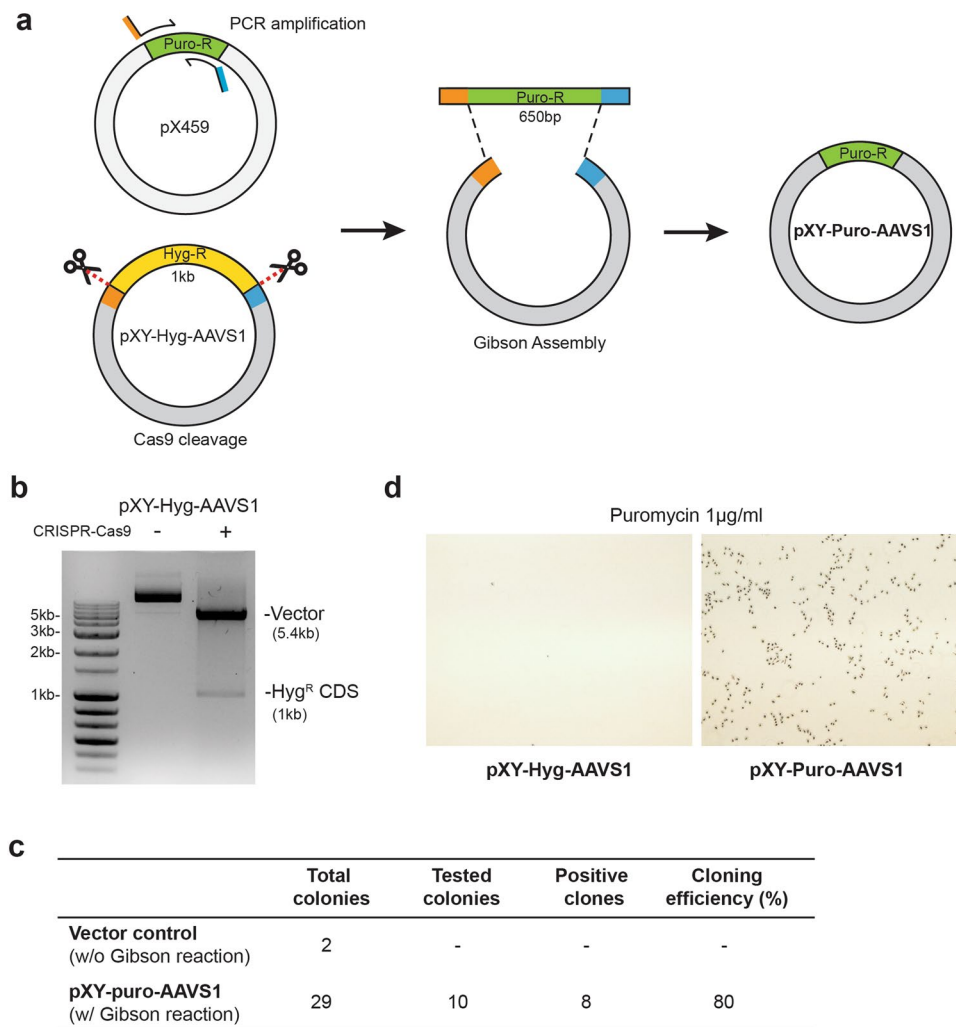 a
PCR amplification
Puro-R
pX459
Hyg-R
1kb
pXY-Hyg-AAVS1
Cas9 cleavage
Puro-R
650bp
Gibson Assembly
Puro-R
pXY-Puro-AAVS1
b
pXY-Hyg-AAVS1
CRISPR-Cas9 - +
5kb-
3kb-
2kb-
1kb-
-Vector
(5.4kb)
-Hygᴿ CDS
(1kb)
d
Puromycin 1µg/ml
pXY-Hyg-AAVS1 pXY-Puro-AAVS1
c
Total colonies Tested colonies Positive clones Cloning efficiency (%)
Vector control
(w/o Gibson reaction) 2 - - -
pXY-puro-AAVS1
(w/ Gibson reaction) 29 10 8 80